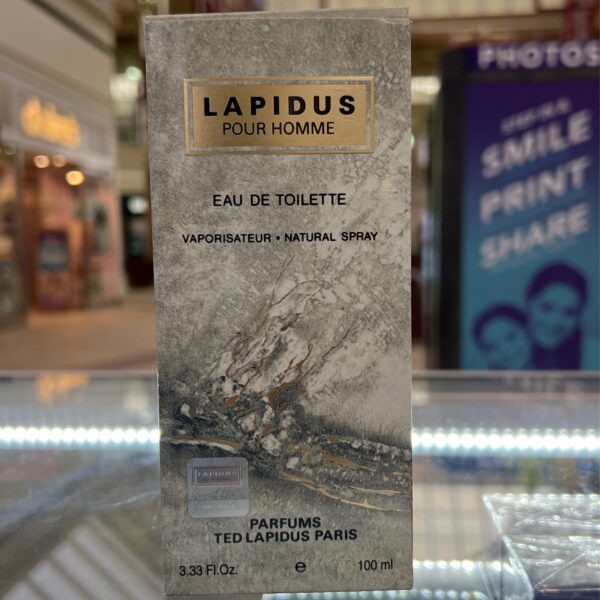 LAPIDUS
POUR HOMME
EAU DE TOILETTE
VAPORISATEUR • NATURAL SPRAY
LAPIDUS
PARFUMS
TED LAPIDUS PARIS
3.33 Fl.Oz. e 100 ml
PHOTOS
SMILE
PRINT
SHARE